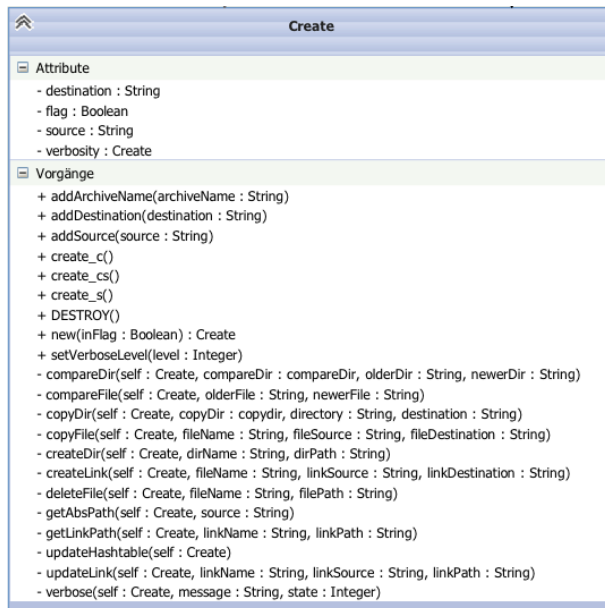 Create
Attribute
- destination : String
- flag : Boolean
- source : String
- verbosity : Create
Vorgänge
+ addArchiveName(archiveName : String)
+ addDestination(destination : String)
+ addSource(source : String)
+ create_c()
+ create_cs()
+ create_s()
+ DESTROY()
+ new(inFlag : Boolean) : Create
+ setVerboseLevel(level : Integer)
- compareDir(self : Create, compareDir : compareDir, olderDir : String, newerDir : String)
- compareFile(self : Create, olderFile : String, newerFile : String)
- copyDir(self : Create, copyDir : copydir, directory : String, destination : String)
- copyFile(self : Create, fileName : String, fileSource : String, fileDestination : String)
- createDir(self : Create, dirName : String, dirPath : String)
- createLink(self : Create, fileName : String, linkSource : String, linkDestination : String)
- deleteFile(self : Create, fileName : String, filePath : String)
- getAbsPath(self : Create, source : String)
- getLinkPath(self : Create, linkName : String, linkPath : String)
- updateHashtable(self : Create)
- updateLink(self : Create, linkName : String, linkSource : String, linkPath : String)
- verbose(self : Create, message : String, state : Integer)